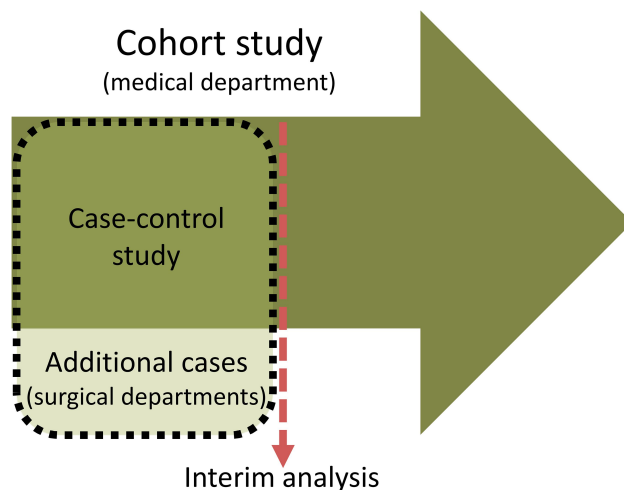 Cohort study
(medical department)
Case-control
study
Additional cases
(surgical departments)
Interim analysis